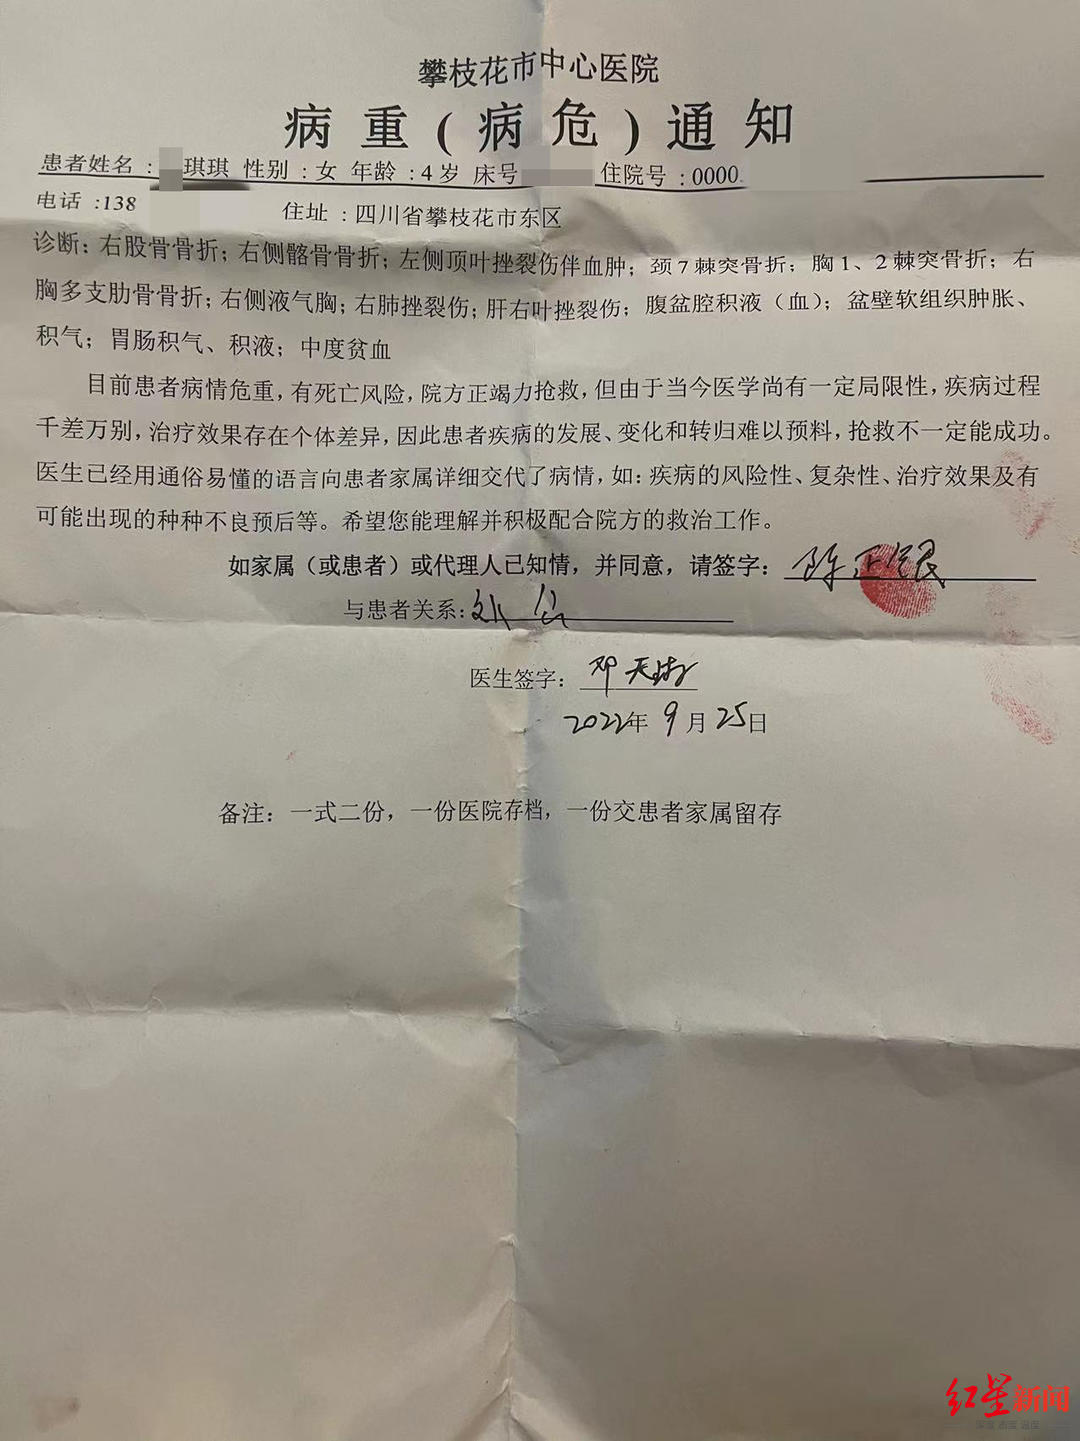 攀枝花市中心医院
病重(病危)通知
患者姓名：琪琪 性别：女 年龄：4岁 床号 住院号：0000
电话：138 住址：四川省攀枝花市东区
诊断：右股骨骨折；右侧髂骨骨折；左侧顶叶挫裂伤伴血肿；颈7棘突骨折；胸1、2棘突骨折；右
胸多支肋骨骨折；右侧液气胸；右肺挫裂伤；肝右叶挫裂伤；腹盆腔积液（血）；盆壁软组织肿胀、
积气；胃肠积气、积液；中度贫血
目前患者病情危重，有死亡风险，院方正竭力抢救，但由于当今医学尚有一定局限性，疾病过程
千差万别，治疗效果存在个体差异，因此患者疾病的发展、变化和转归难以预料，抢救不一定能成功。
医生已经用通俗易懂的语言向患者家属详细交代了病情，如：疾病的风险性、复杂性、治疗效果及有
可能出现的种种不良预后等。希望您能理解并积极配合院方的救治工作。
如家属（或患者）或代理人已知情，并同意，请签字：
与患者关系：
医生签字：
2022年9月25日
备注：一式二份，一份医院存档，一份交患者家属留存
红星新闻